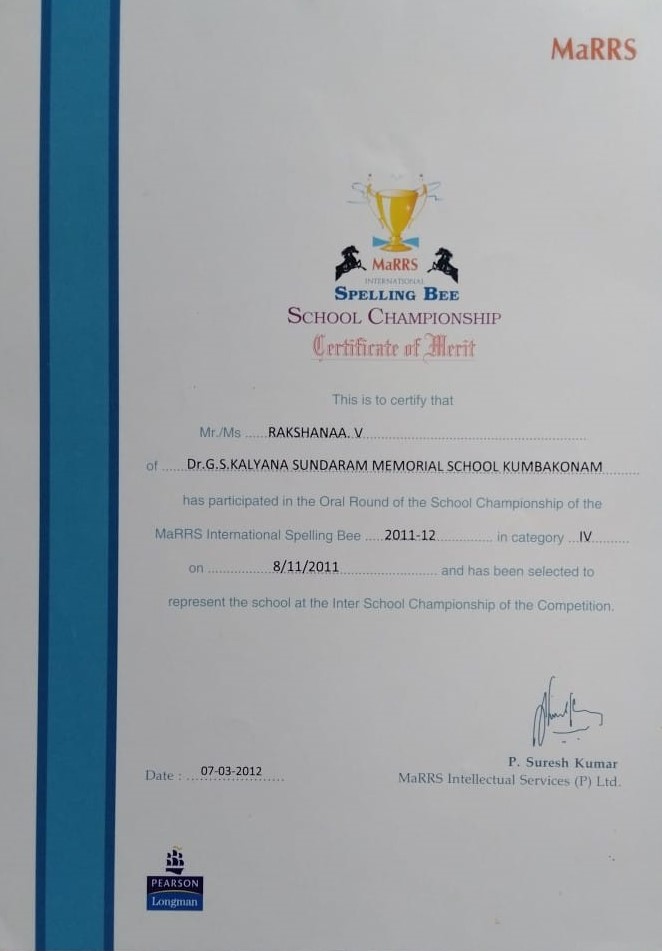 MaRRS
MaRRS
INTERNATIONAL
SPELLING BEE
SCHOOL CHAMPIONSHIP
Certificate of Merit
This is to certify that
Mr./Ms ..... RAKSHANAA. V
of ..... Dr.G.S.KALYANA SUNDARAM MEMORIAL SCHOOL KUMBAKONAM
has participated in the Oral Round of the School Championship of the
MaRRS International Spelling Bee ..... 2011-12 ..... in category ... IV
on ..... 8/11/2011 ..... and has been selected to
represent the school at the Inter School Championship of the Competition.
P. Suresh Kumar
Date : 07-03-2012
MaRRS Intellectual Services (P) Ltd.
PEARSON
Longman